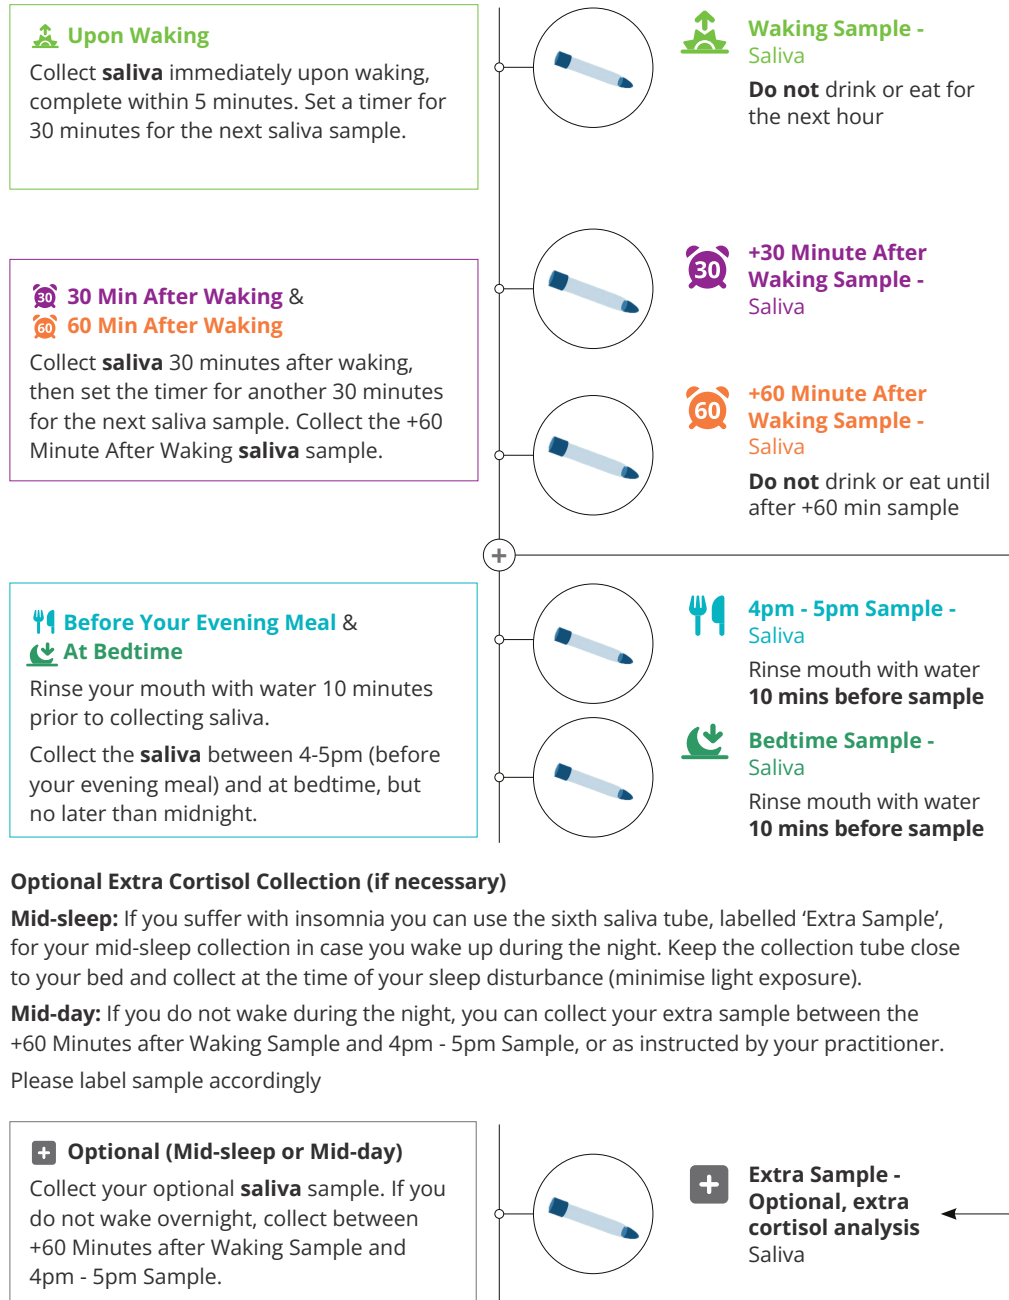 Upon Waking
Collect saliva immediately upon waking,
complete within 5 minutes. Set a timer for
30 minutes for the next saliva sample.
Waking Sample -
Saliva
Do not drink or eat for
the next hour
30 30 Min After Waking &
60 60 Min After Waking
Collect saliva 30 minutes after waking,
then set the timer for another 30 minutes
for the next saliva sample. Collect the +60
Minute After Waking saliva sample.
30
+30 Minute After
Waking Sample -
Saliva
60
+60 Minute After
Waking Sample -
Saliva
Do not drink or eat until
after +60 min sample
+
Before Your Evening Meal &
At Bedtime
Rinse your mouth with water 10 minutes
prior to collecting saliva.
Collect the saliva between 4-5pm (before
your evening meal) and at bedtime, but
no later than midnight.
4pm - 5pm Sample -
Saliva
Rinse mouth with water
10 mins before sample
Bedtime Sample -
Saliva
Rinse mouth with water
10 mins before sample
Optional Extra Cortisol Collection (if necessary)
Mid-sleep: If you suffer with insomnia you can use the sixth saliva tube, labelled ‘Extra Sample’,
for your mid-sleep collection in case you wake up during the night. Keep the collection tube close
to your bed and collect at the time of your sleep disturbance (minimise light exposure).
Mid-day: If you do not wake during the night, you can collect your extra sample between the
+60 Minutes after Waking Sample and 4pm - 5pm Sample, or as instructed by your practitioner.
Please label sample accordingly
+ Optional (Mid-sleep or Mid-day)
Collect your optional saliva sample. If you
do not wake overnight, collect between
+60 Minutes after Waking Sample and
4pm - 5pm Sample.
+
Extra Sample -
Optional, extra
cortisol analysis
Saliva